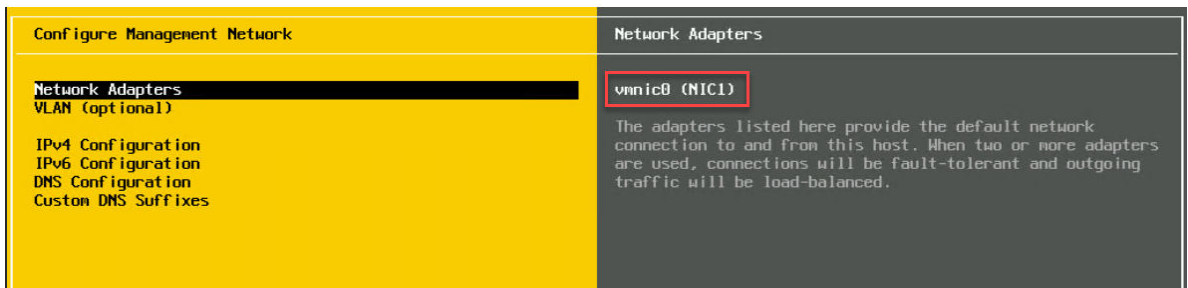 Configure Management Network
Network Adapters
VLAN (optional)
IPv4 Configuration
IPv6 Configuration
DNS Configuration
Custom DNS Suffixes
Network Adapters
vmnic0 (NIC1)
The adapters listed here provide the default network
connection to and from this host. When two or more adapters
are used, connections will be fault-tolerant and outgoing
traffic will be load-balanced.